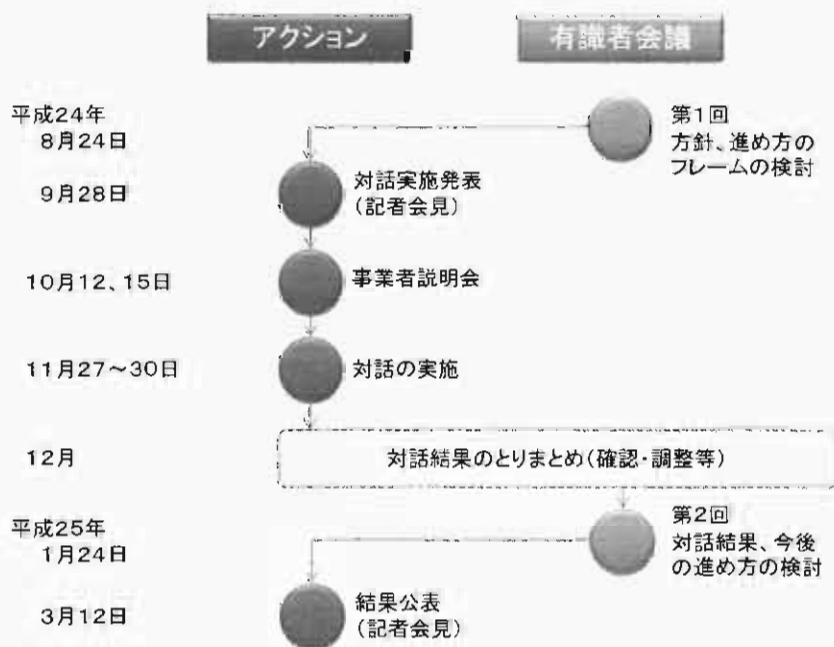 アクション
有識者会議
平成24年
8月24日
第1回
方針、進め方の
フレームの検討
9月28日
対話実施発表
(記者会見)
10月12、15日
事業者説明会
11月27～30日
対話の実施
12月
対話結果のとりまとめ(確認・調整等)
平成25年
1月24日
第2回
対話結果、今後
の進め方の検討
3月12日
結果公表
(記者会見)